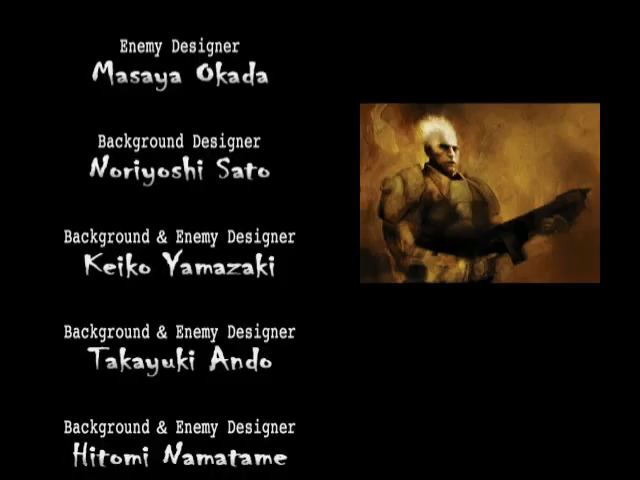 Enemy Designer
Masaya Okada
Background Designer
Noriyoshi Sato
Background & Enemy Designer
Keiko Yamazaki
Background & Enemy Designer
Takayuki Ando
Background & Enemy Designer
Hitomi Namatame